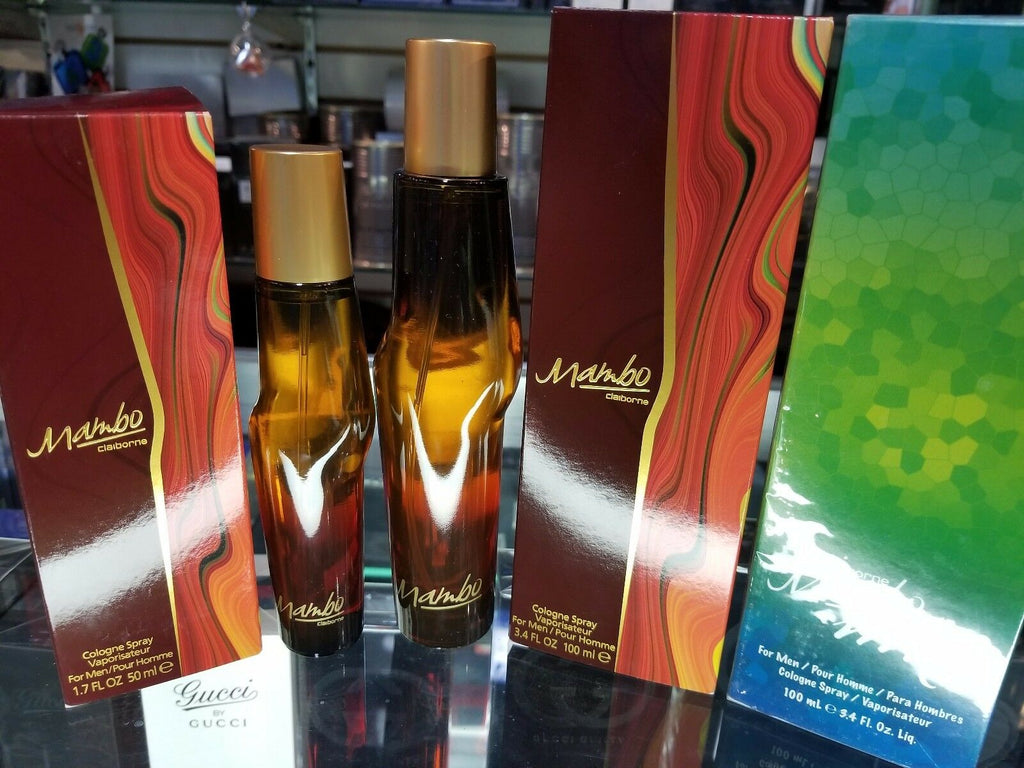 Mambo
claiborne
Cologne Spray
Vaporisateur
For Men/Pour Homme
1.7 FL OZ 50 ml e
Gucci
BY
GUCCI
Mambo
claiborne
Mambo
Mambo
claiborne
Cologne Spray
Vaporisateur
For Men/Pour Homme
3.4 FL OZ 100 ml e
For Men / Pour Homme / Para Hombres
Cologne Spray / Vaporisateur
100 mL e 3.4 Fl. Oz. Liq.